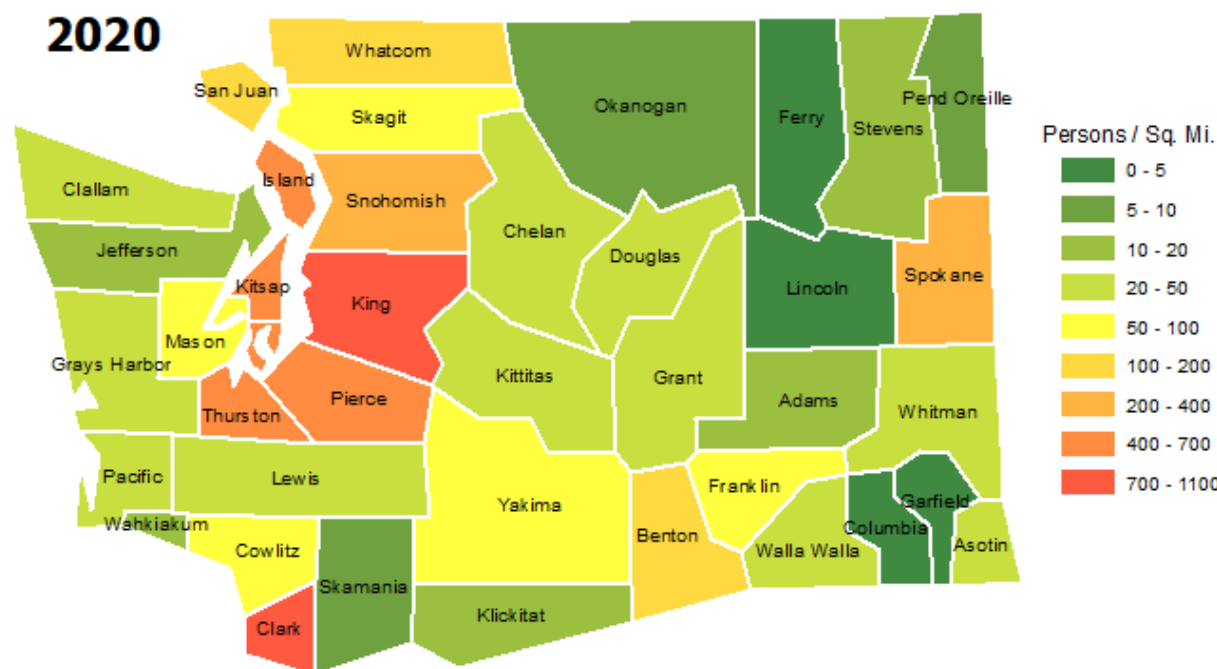 2020
Whatcom
San Juan
Okanogan
Pend Oreille
Skagit
Ferry
Stevens
Persons / Sq. Mi.
0 - 5
Island
Clallam
Snohomish
5 - 10
Chelan
10 - 20
Jefferson
Douglas
20 - 50
Kitsap
King
Lincoln
Spokane
50 - 100
Mason
Grays Harbor
Kittitas
Grant
100 - 200
Pierce
Adams
Whitman
200 - 400
Thurston
400 - 700
Pacific
Lewis
Yakima
Franklin
700 - 1100
Garfield
Wahkiakum
Columbia
Benton
Cowlitz
Walla Walla
Asotin
Skamania
Klickitat
Clark